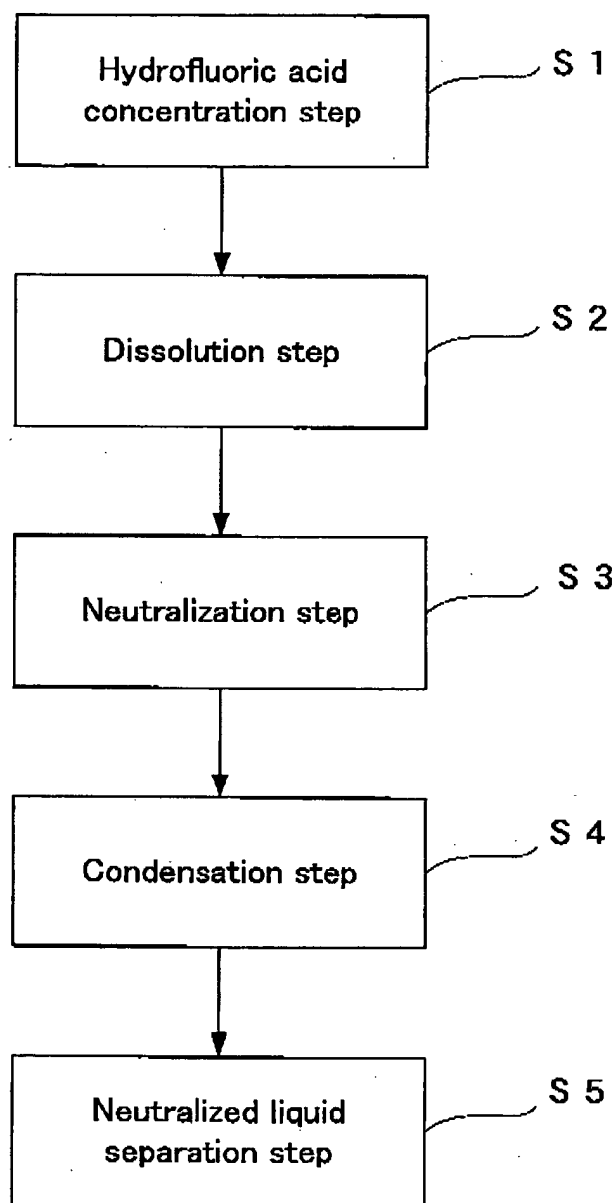 Hydrofluoric acid
concentration step
S 1
Dissolution step
S 2
Neutralization step
S 3
Condensation step
S 4
Neutralized liquid
separation step
S 5